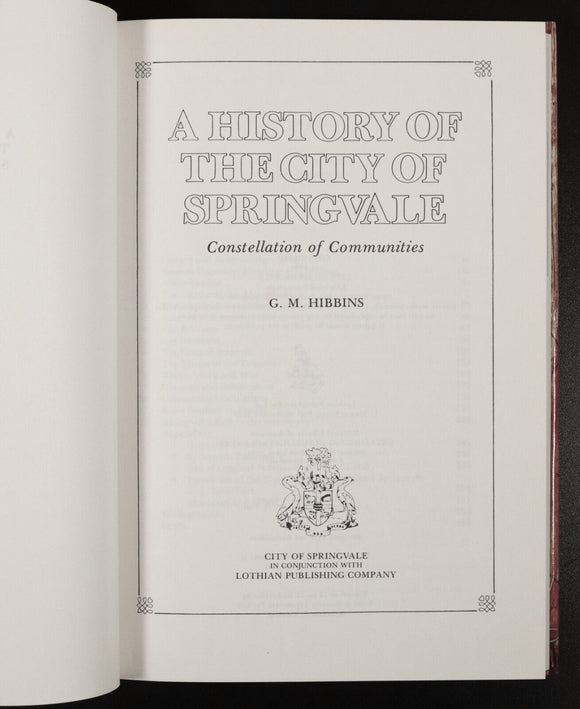 A HISTORY OF
THE CITY OF
SPRINGVALE
Constellation of Communities
G. M. HIBBINS
CITY OF SPRINGVALE
IN CONJUNCTION WITH
LOTHIAN PUBLISHING COMPANY